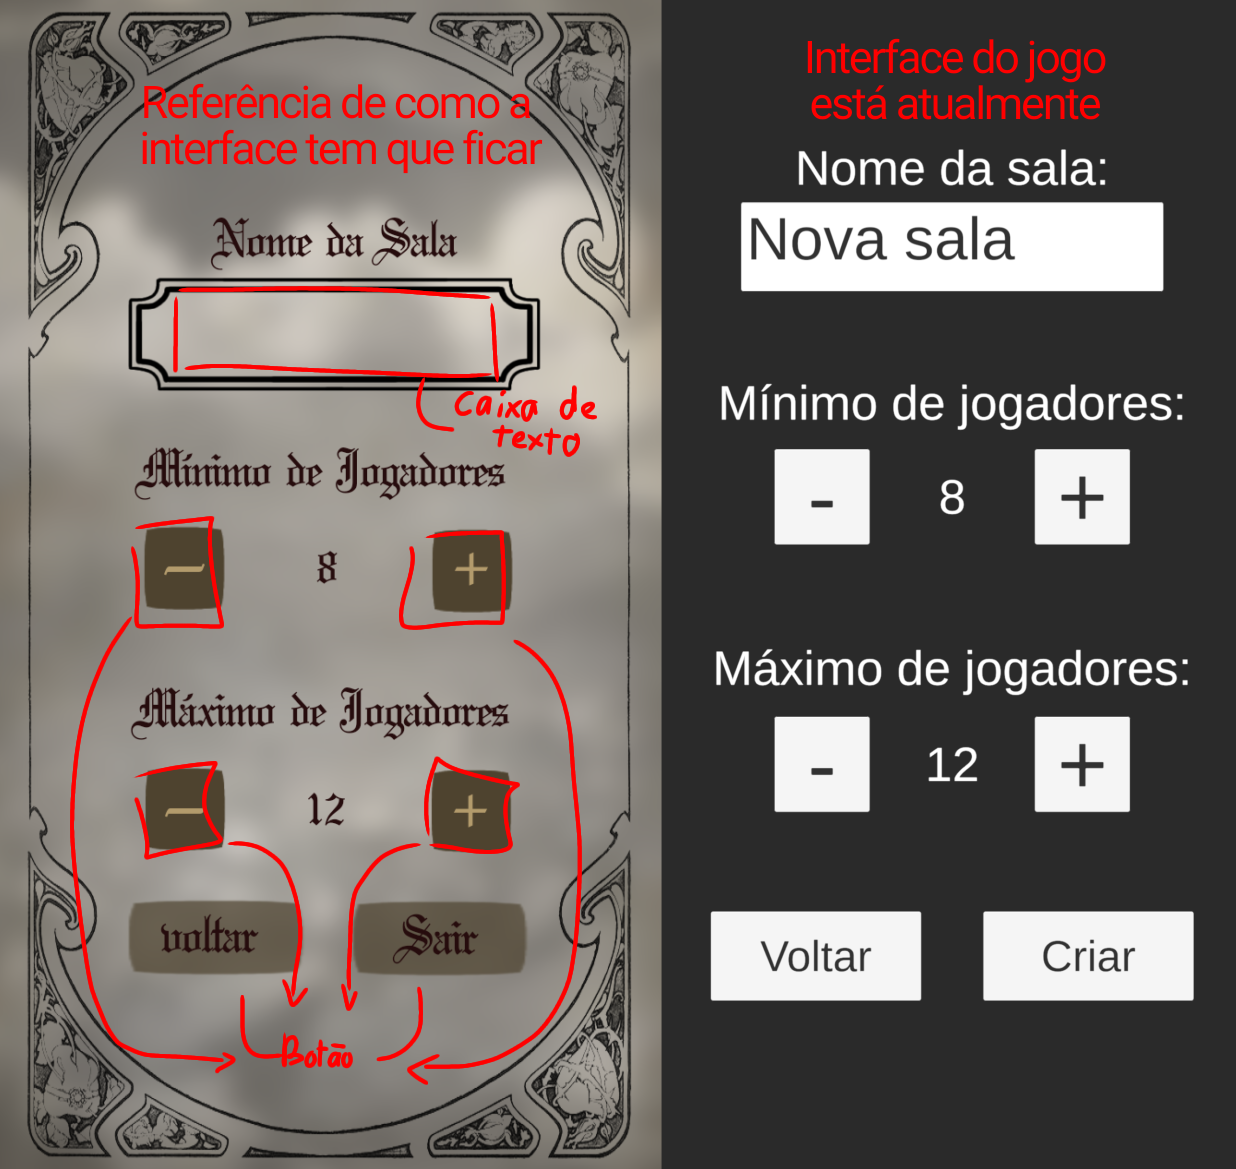 Referência de como a
interface tem que ficar
Nome da Sala
Caixa de
texto
Mínimo de Jogadores
- 8 +
Máximo de Jogadores
- 12 +
voltar Sair
Botão
Interface do jogo
está atualmente
Nome da sala:
Nova sala
Mínimo de jogadores:
- 8 +
Máximo de jogadores:
- 12 +
Voltar Criar